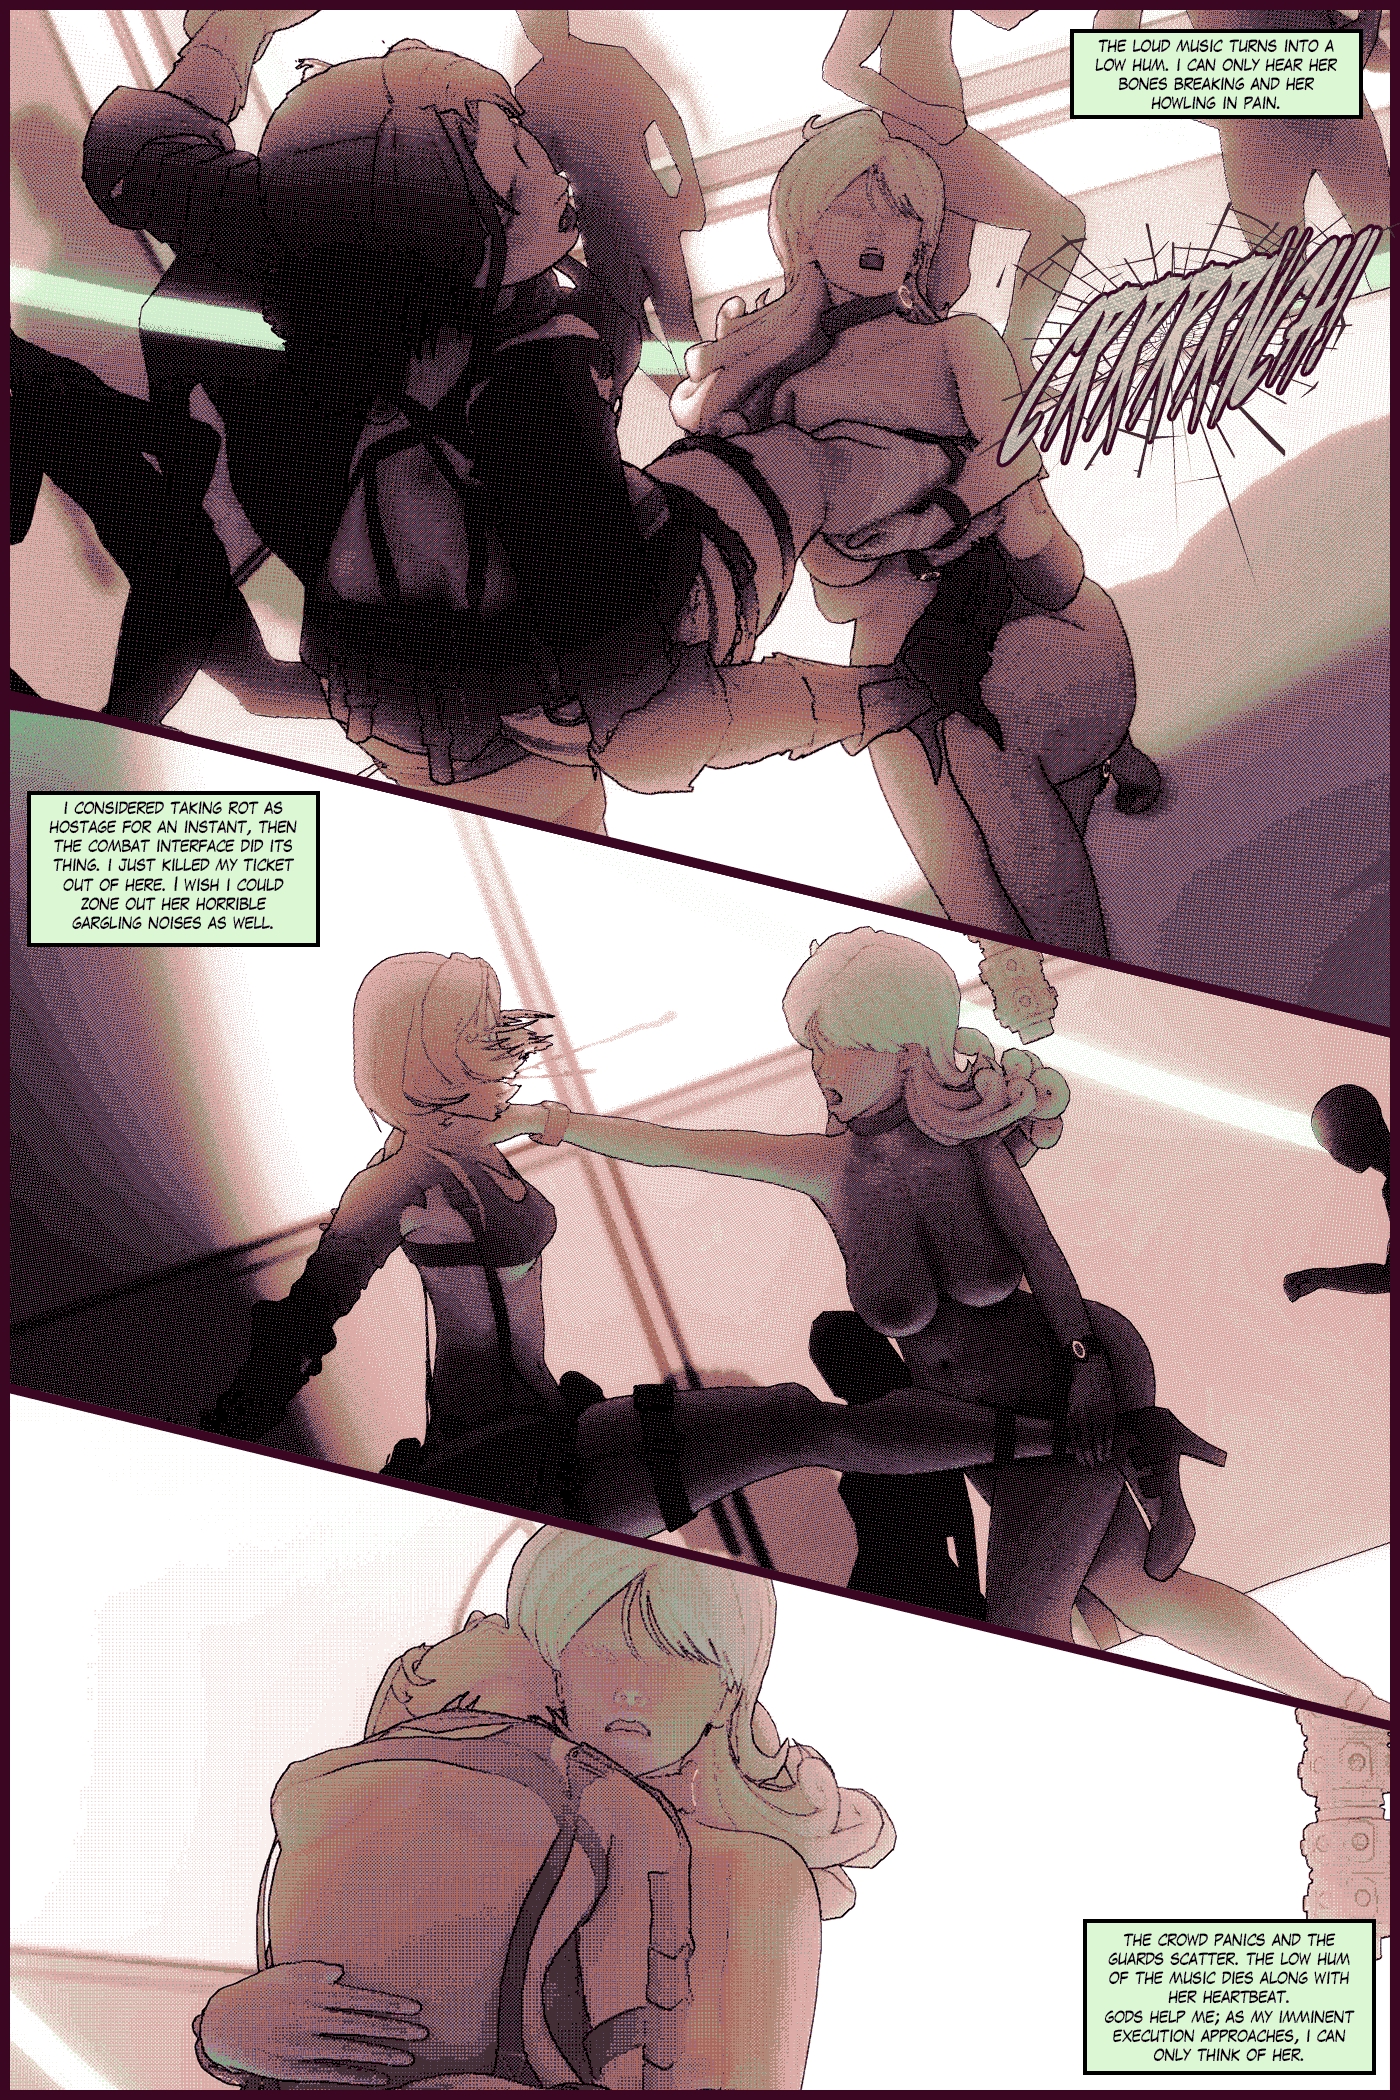 THE LOUD MUSIC TURNS INTO A
LOW HUM. I CAN ONLY HEAR HER
BONES BREAKING AND HER
HOWLING IN PAIN.
CRRRRRNCH!
I CONSIDERED TAKING ROT AS
HOSTAGE FOR AN INSTANT, THEN
THE COMBAT INTERFACE DID ITS
THING. I JUST KILLED MY TICKET
OUT OF HERE. I WISH I COULD
ZONE OUT HER HORRIBLE
GARGLING NOISES AS WELL.
THE CROWD PANICS AND THE
GUARDS SCATTER. THE LOW HUM
OF THE MUSIC DIES ALONG WITH
HER HEARTBEAT.
GODS HELP ME; AS MY IMMINENT
EXECUTION APPROACHES, I CAN
ONLY THINK OF HER.